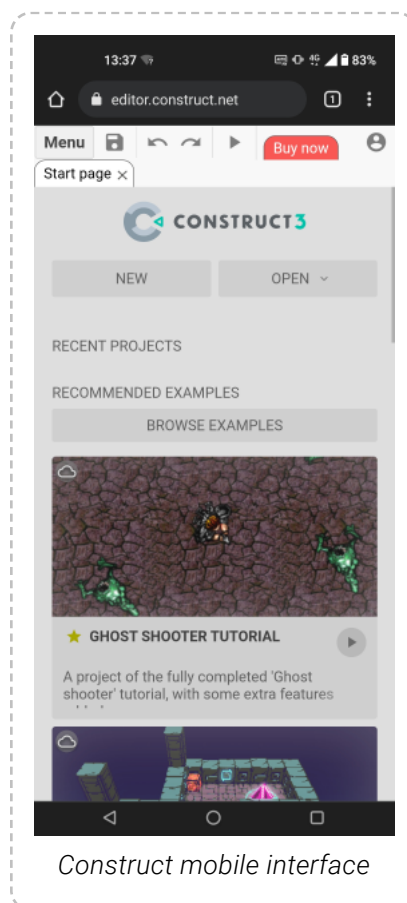 13:37
4G
83%
editor.construct.net
1
Menu
Buy now
Start page
CONSTRUCT3
NEW
OPEN
RECENT PROJECTS
RECOMMENDED EXAMPLES
BROWSE EXAMPLES
GHOST SHOOTER TUTORIAL
A project of the fully completed 'Ghost
shooter' tutorial, with some extra features
Construct mobile interface